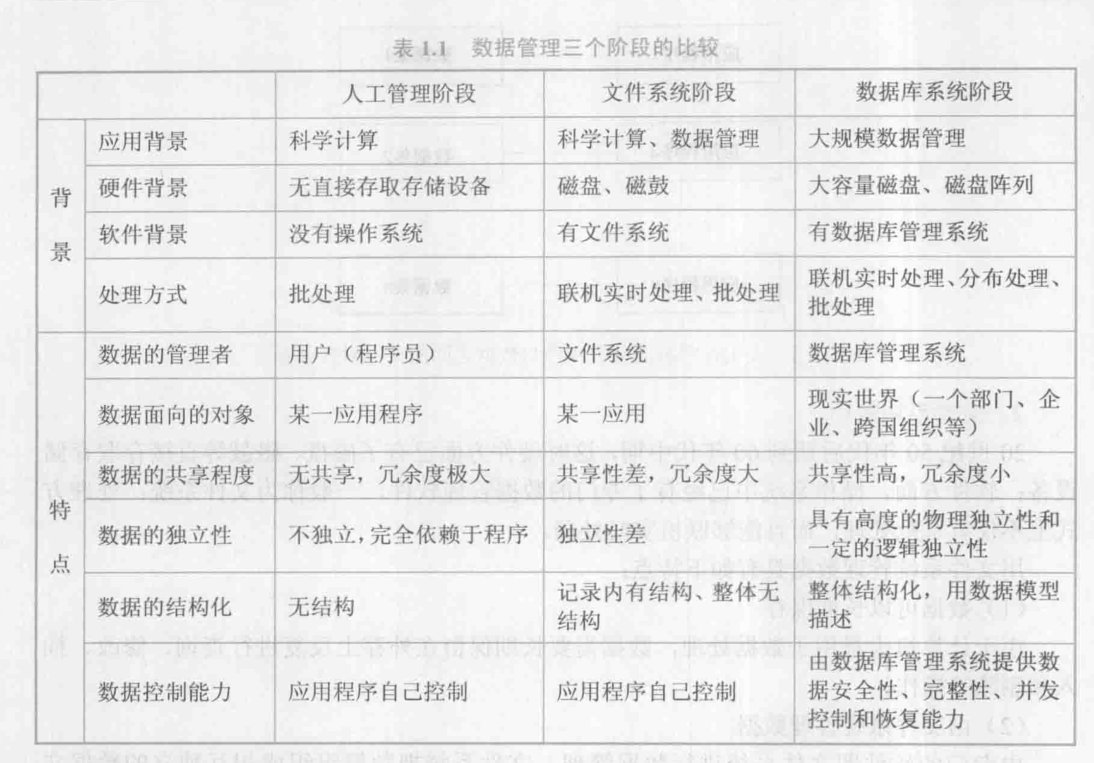 表 1.1 数据管理三个阶段的比较
人工管理阶段 文件系统阶段 数据库系统阶段
背景
应用背景 科学计算 科学计算、数据管理 大规模数据管理
硬件背景 无直接存取存储设备 磁盘、磁鼓 大容量磁盘、磁盘阵列
软件背景 没有操作系统 有文件系统 有数据库管理系统
处理方式 批处理 联机实时处理、批处理 联机实时处理、分布处理、
批处理
特点
数据的管理者 用户（程序员） 文件系统 数据库管理系统
数据面向的对象 某一应用程序 某一应用 现实世界（一个部门、企
业、跨国组织等）
数据的共享程度 无共享，冗余度极大 共享性差，冗余度大 共享性高，冗余度小
数据的独立性 不独立，完全依赖于程序 独立性差 具有高度的物理独立性和
一定的逻辑独立性
数据的结构化 无结构 记录内有结构、整体无
结构 整体结构化，用数据模型
描述
数据控制能力 应用程序自己控制 应用程序自己控制 由数据库管理系统提供数
据安全性、完整性、并发
控制和恢复能力